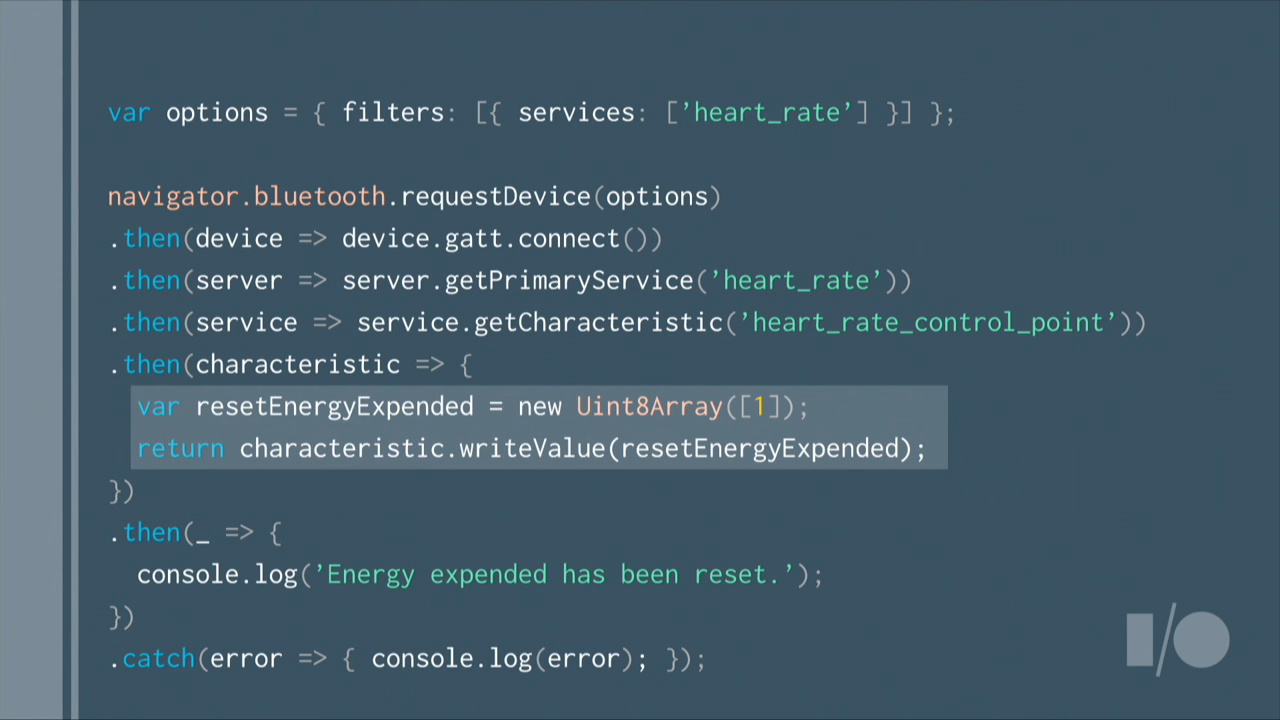 var options = { filters: [{ services: ['heart_rate'] }] };
navigator.bluetooth.requestDevice(options)
.then(device => device.gatt.connect())
.then(server => server.getPrimaryService('heart_rate'))
.then(service => service.getCharacteristic('heart_rate_control_point'))
.then(characteristic => {
var resetEnergyExpended = new Uint8Array([1]);
return characteristic.writeValue(resetEnergyExpended);
})
.then(_ => {
console.log('Energy expended has been reset.');
})
.catch(error => { console.log(error); });
I/O